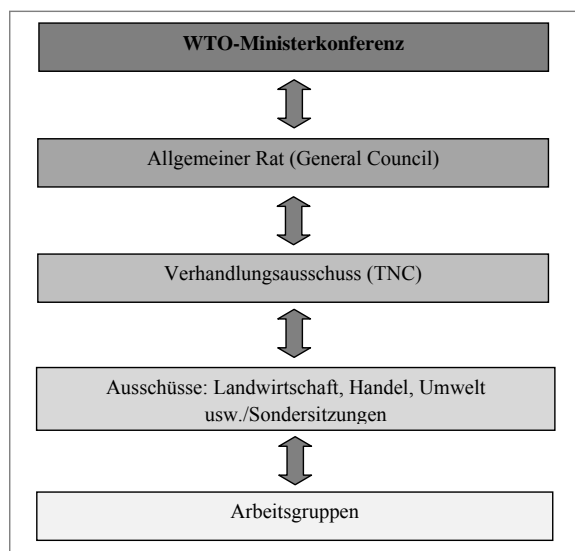 WTO-Ministerkonferenz
Allgemeiner Rat (General Council)
Verhandlungsausschuss (TNC)
Ausschüsse: Landwirtschaft, Handel, Umwelt
usw./Sondersitzungen
Arbeitsgruppen